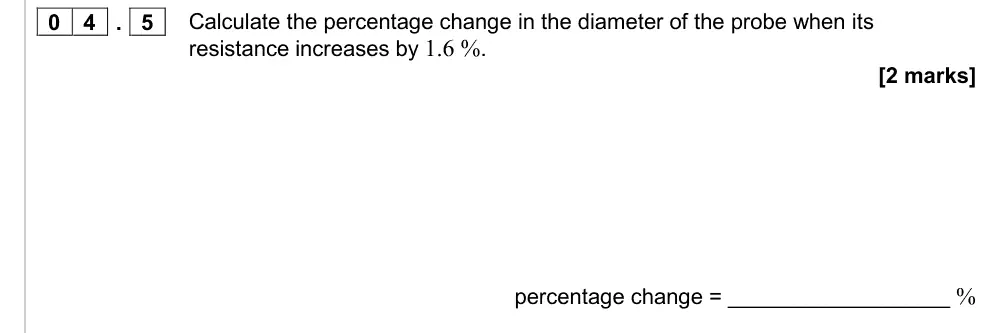 0 4 . 5 Calculate the percentage change in the diameter of the probe when its
resistance increases by 1.6 %.
[2 marks]
percentage change = ____________________ %